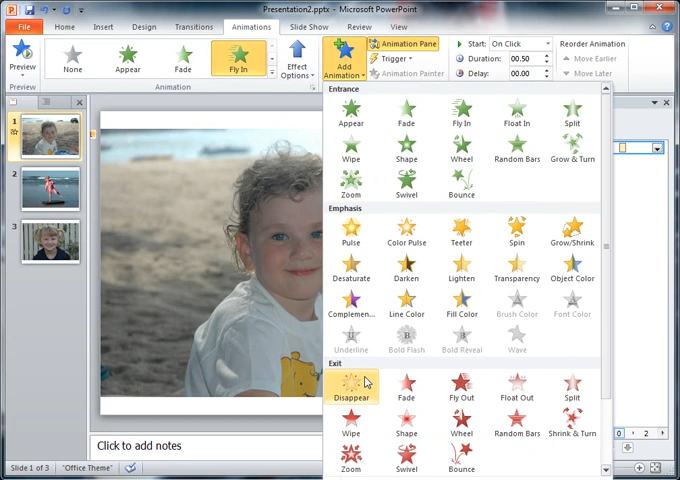 Presentation2.pptx - Microsoft PowerPoint
File Home Insert Design Transitions Animations Slide Show Review View
Preview
None Appear Fade Fly In
Effect Options
Add Animation
Animation Pane
Trigger
Animation Painter
Start: On Click
Duration: 00.50
Delay: 00.00
Reorder Animation
Move Earlier
Move Later
Preview Animation
Entrance
Appear Fade Fly In Float In Split
Wipe Shape Wheel Random Bars Grow & Turn
Zoom Swivel Bounce
Emphasis
Pulse Color Pulse Teeter Spin Grow/Shrink
Desaturate Darken Lighten Transparency Object Color
Complemen... Line Color Fill Color Brush Color Font Color
Underline Bold Flash Bold Reveal Wave
Exit
Disappear Fade Fly Out Float Out Split
Wipe Shape Wheel Random Bars Shrink & Turn
Zoom Swivel Bounce
1
2
3
0 2
Click to add notes
Slide 1 of 3 "Office Theme"